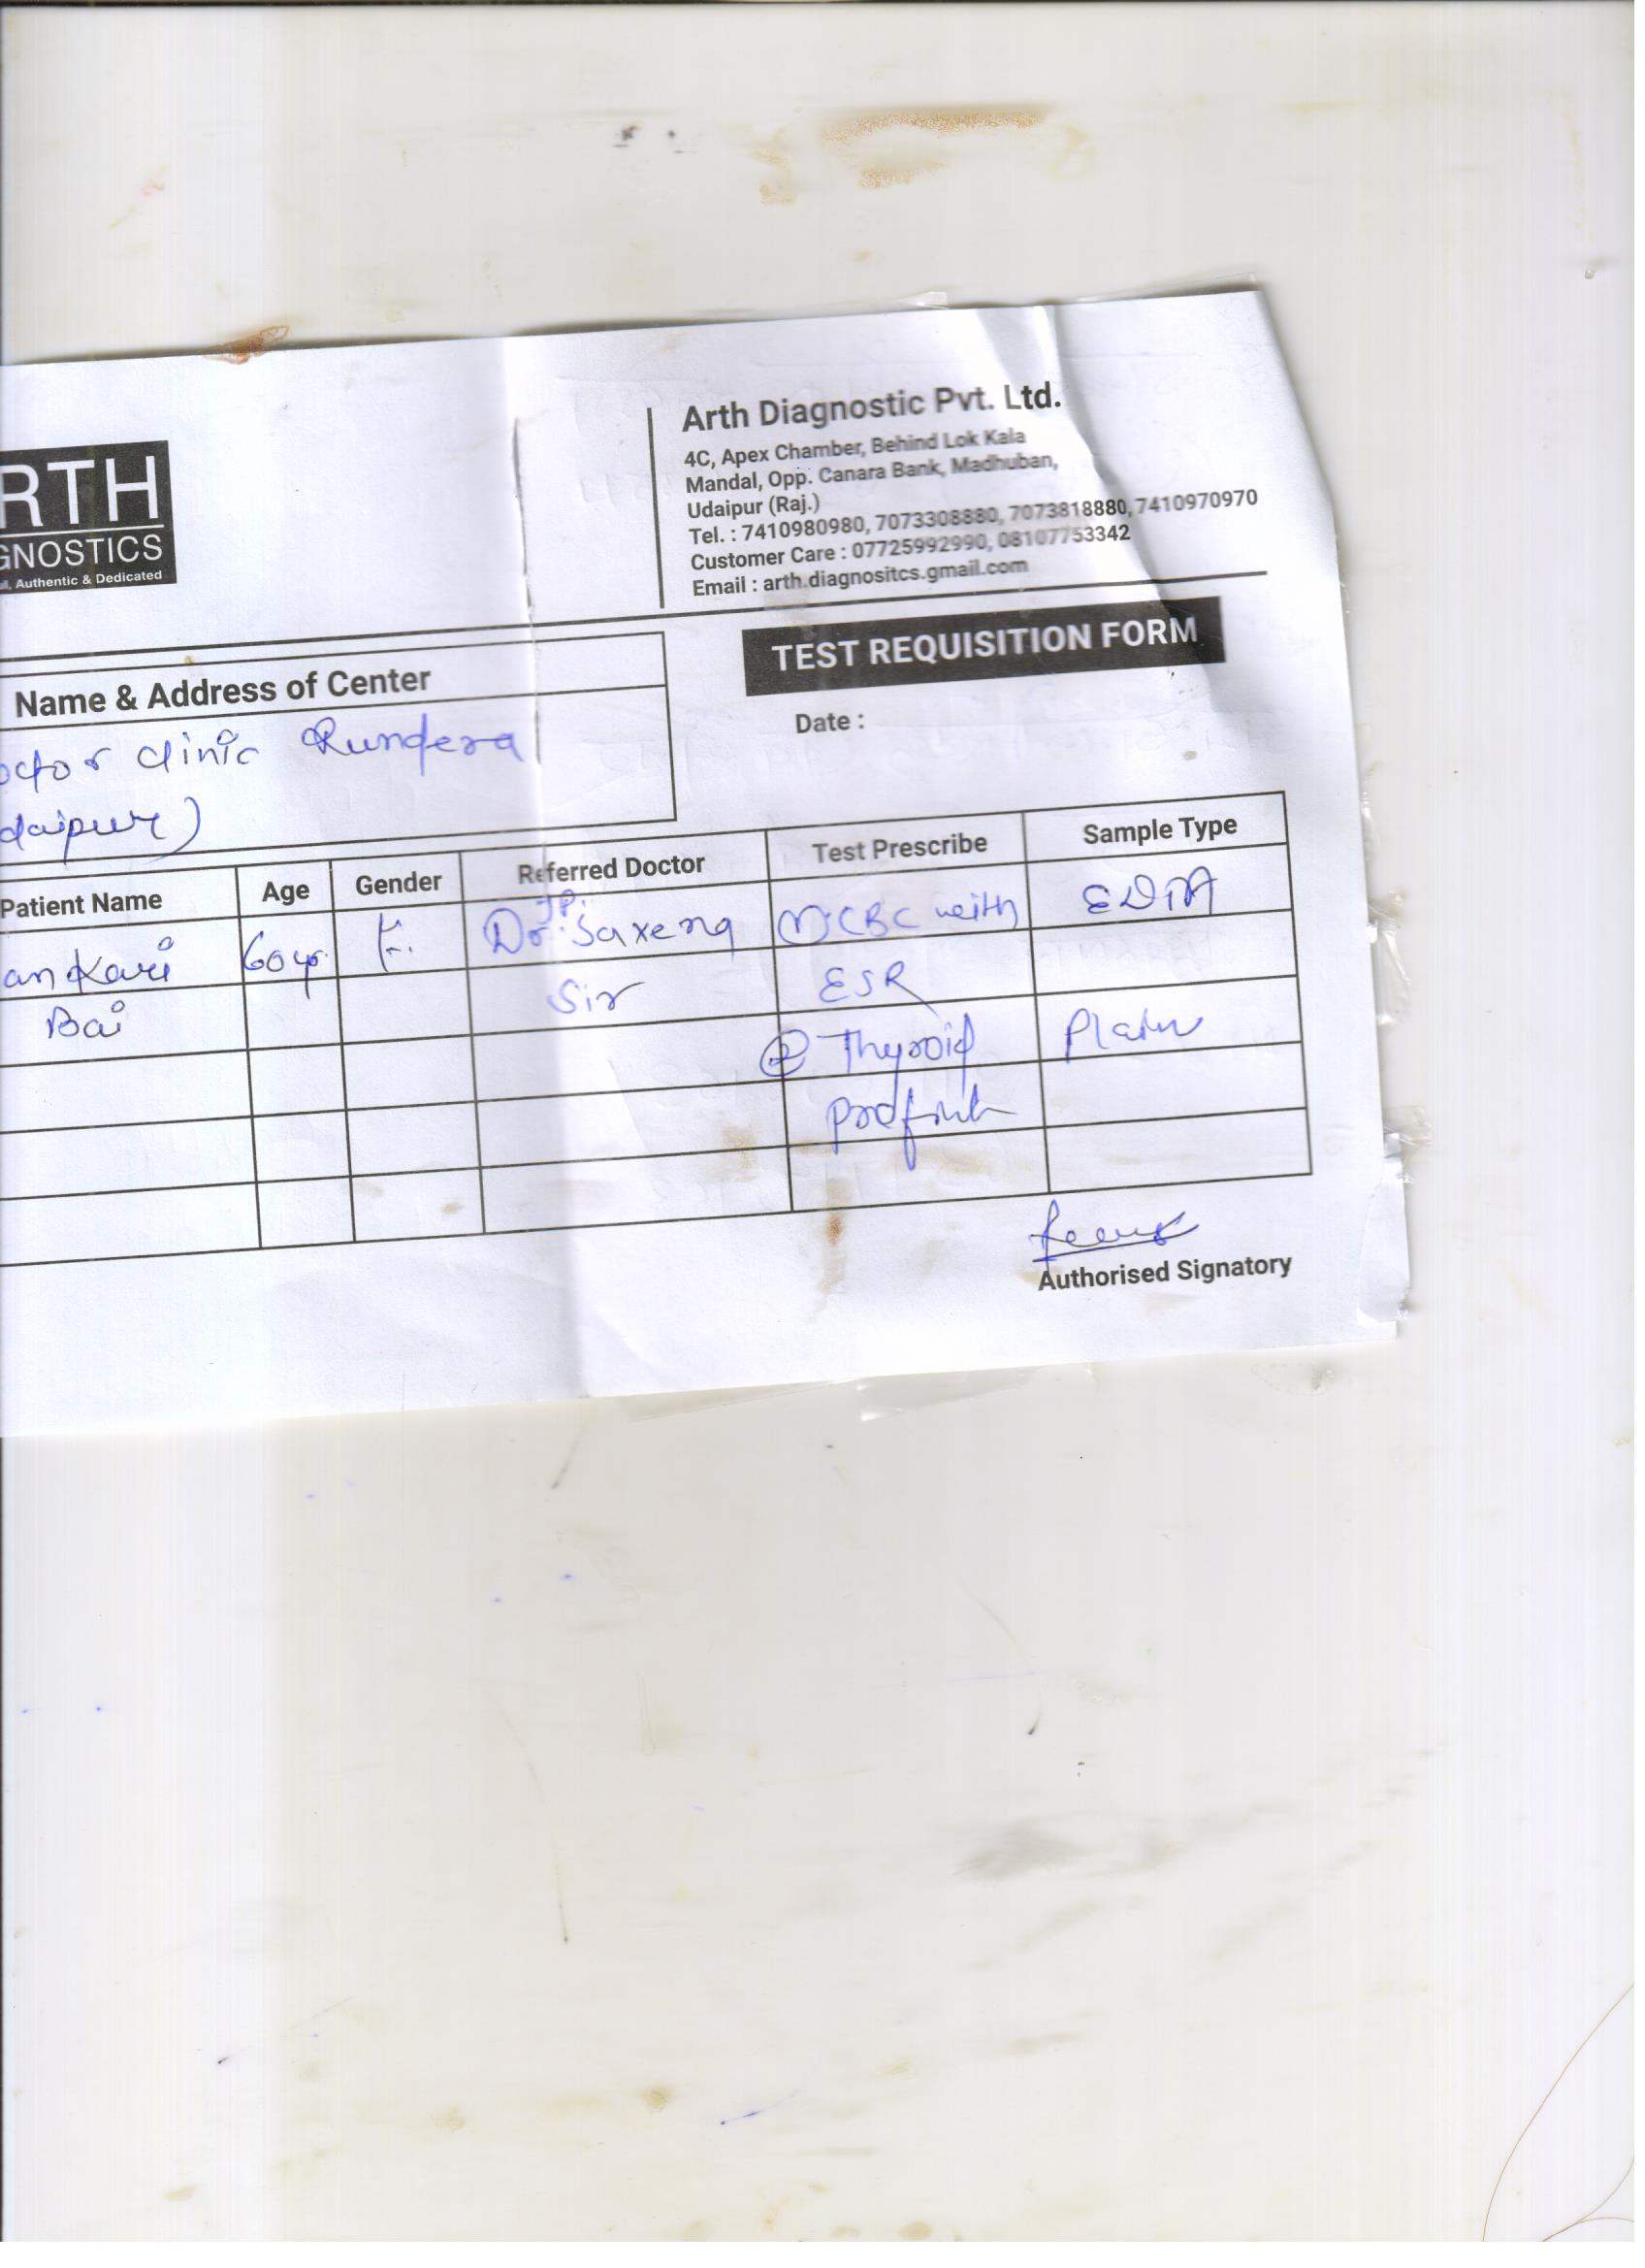 RTH
GNOSTICS
Authentic & Dedicated
Arth Diagnostic Pvt. Ltd.
4C, Apex Chamber, Behind Lok Kala
Mandal, Opp. Canara Bank, Madhuban,
Udaipur (Raj.)
Tel. : 7410980980, 7073308880, 7073818880, 7410970970
Customer Care : 07725992990, 08107753342
Email : arth.diagnositcs.gmail.com
TEST REQUISITION FORM
Name & Address of Center
octor clinic Rundera
daipur)
Date :
Patient Name Age Gender Referred Doctor Test Prescribe Sample Type
ankari 60 yr. F. Dr. J.P. Saxena (1) CBC with EDTA
Bai Sir ESR
(2) Thyroid Plain
Authorised Signatory